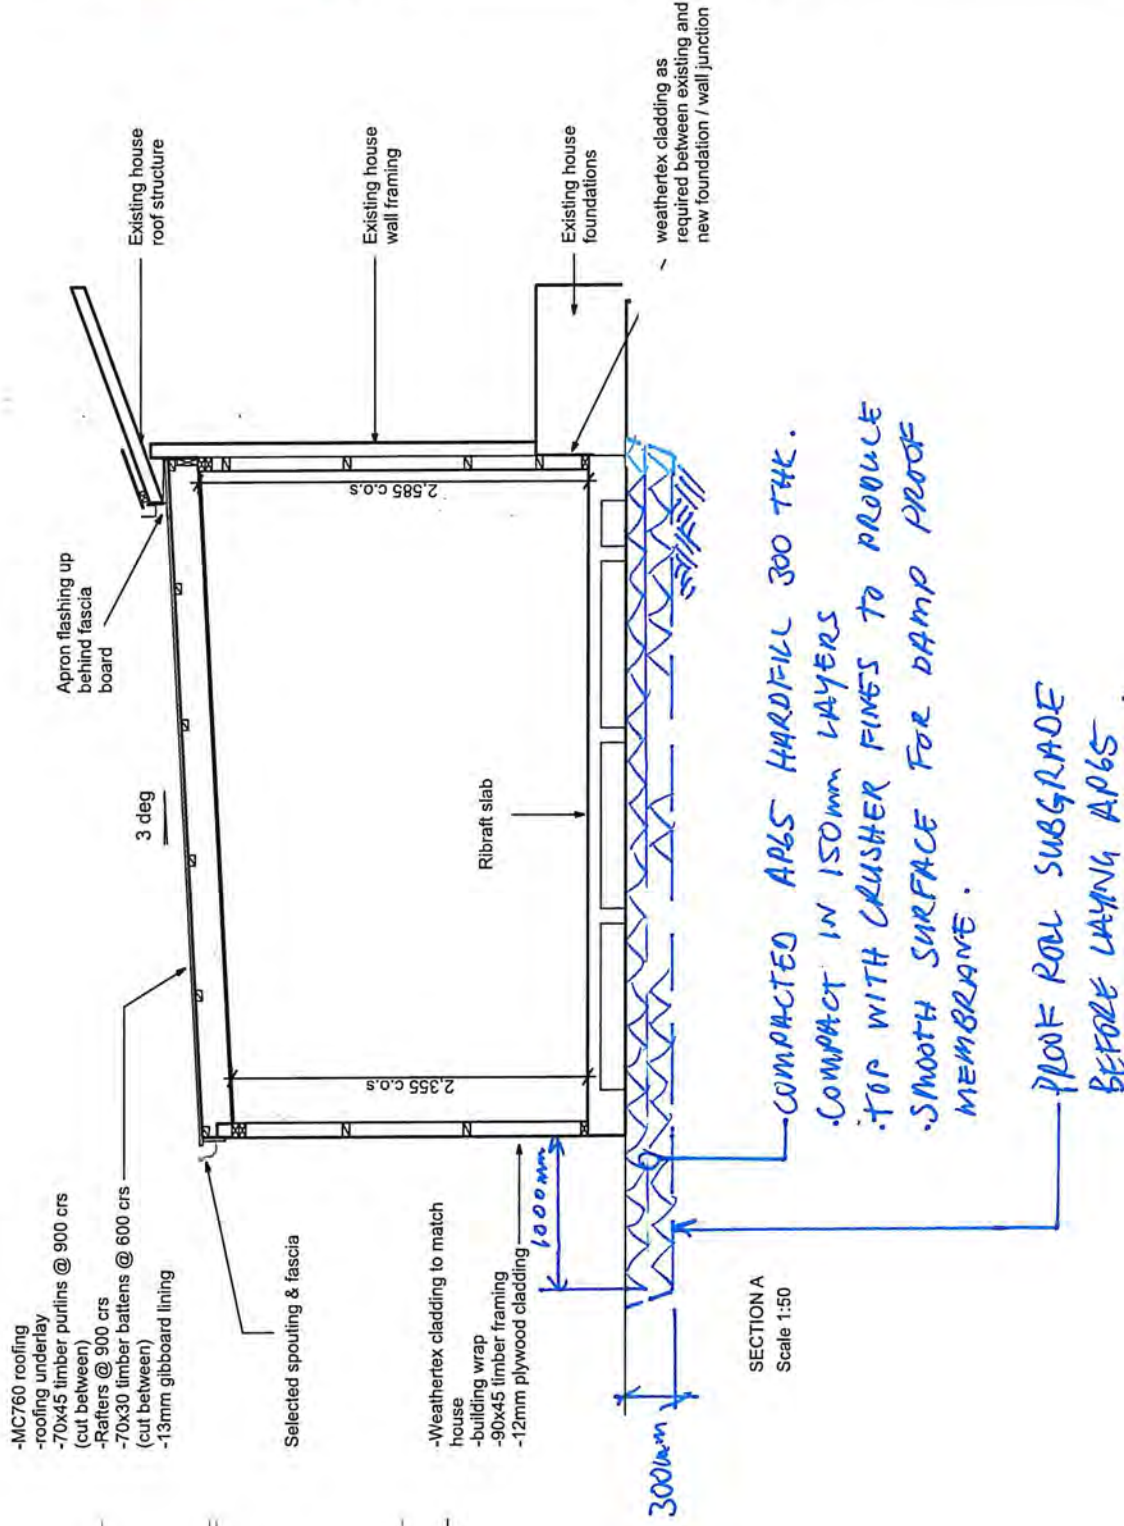 -MC760 roofing
-roofing underlay
-70x45 timber purlins @ 900 crs
(cut between)
-Rafters @ 900 crs
-70x30 timber battens @ 600 crs
(cut between)
-13mm gibboard lining
Selected spouting & fascia
-Weathertex cladding to match
house
-building wrap
-90x45 timber framing
-12mm plywood cladding
Apron flashing up
behind fascia
board
3 deg
Existing house
roof structure
Existing house
wall framing
Existing house
foundations
weathertex cladding as
required between existing and
new foundation / wall junction
2,355 c.o.s
2,585 c.o.s
Ribraft slab
1000mm
300mm
SECTION A
Scale 1:50
·COMPACTED AP65 HARDFILL 300 THK.
·COMPACT IN 150mm LAYERS
·TOP WITH CRUSHER FINES TO PRODUCE
·SMOOTH SURFACE FOR DAMP PROOF
MEMBRANE.
PROOF ROLL SUBGRADE
BEFORE LAYING AP65